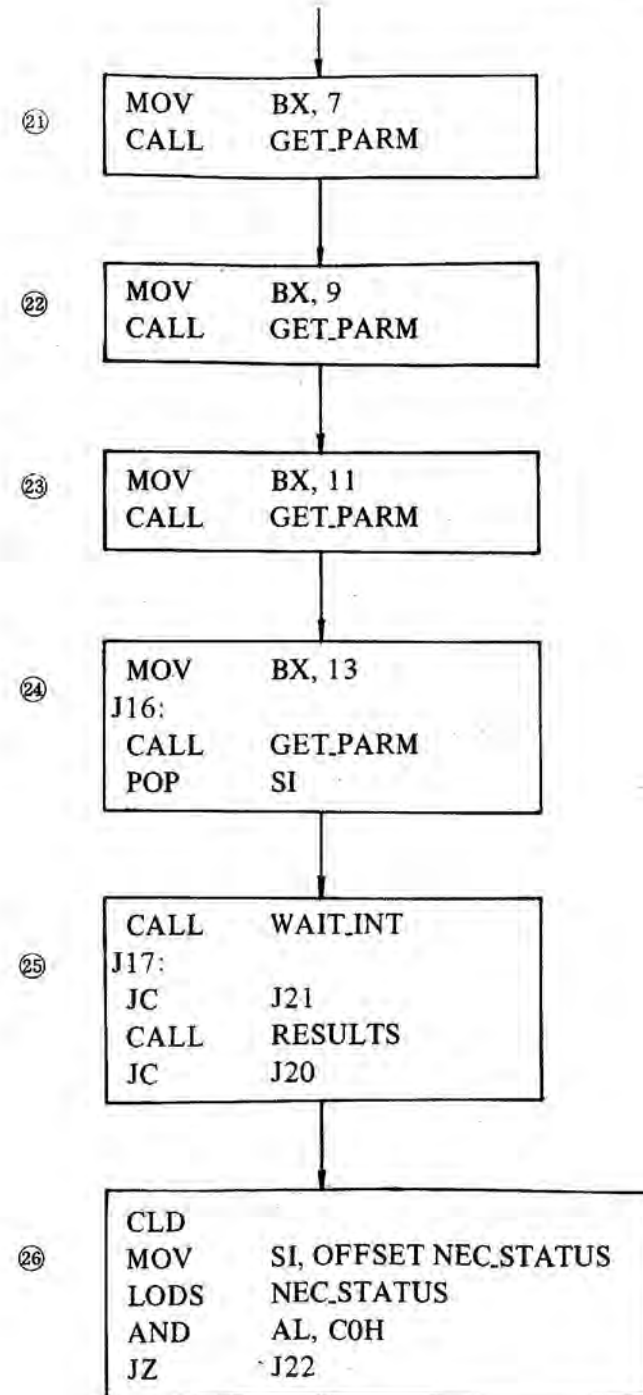 ㉑
MOV BX, 7
CALL GET_PARM
㉒
MOV BX, 9
CALL GET_PARM
㉓
MOV BX, 11
CALL GET_PARM
㉔
MOV BX, 13
J16:
CALL GET_PARM
POP SI
㉕
CALL WAIT_INT
J17:
JC J21
CALL RESULTS
JC J20
㉖
CLD
MOV SI, OFFSET NEC_STATUS
LODS NEC_STATUS
AND AL, C0H
JZ J22